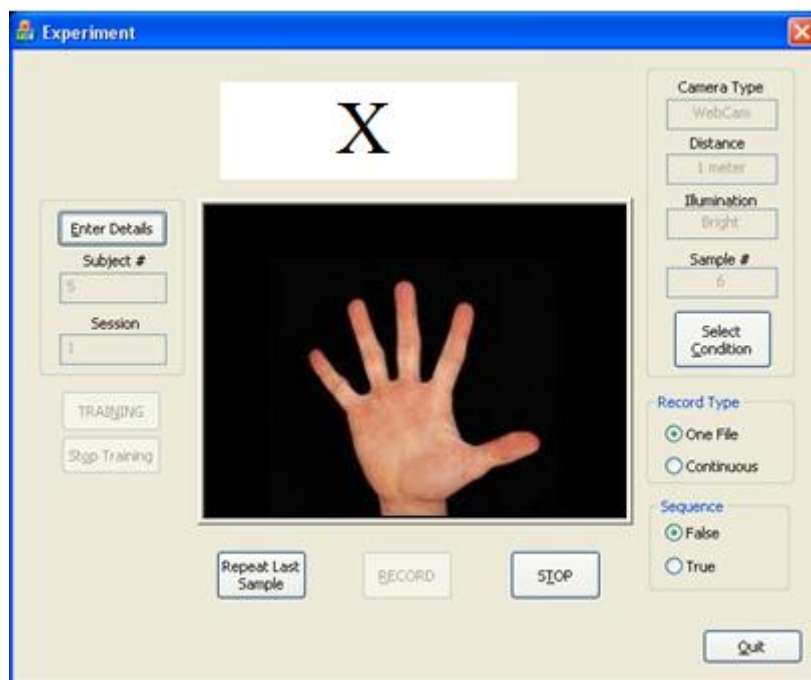 Experiment
X
Camera Type
WebCam
Distance
1 meter
Illumination
Bright
Sample #
6
Select
Condition
Enter Details
Subject #
5
Session
1
TRAINING
Stop Training
Record Type
One File
Continuous
Sequence
False
True
Repeat Last
Sample
RECORD
STOP
Quit